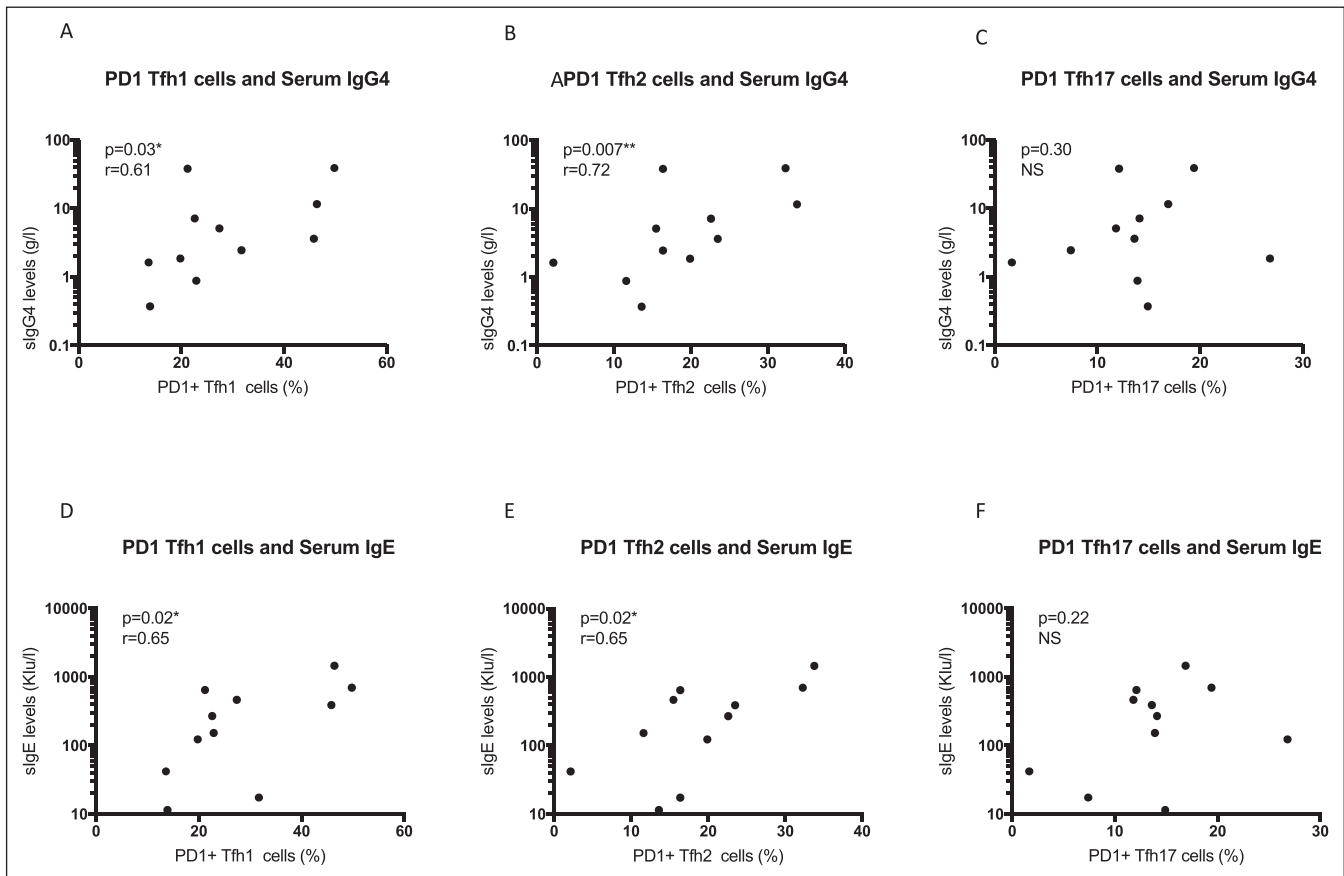 A
PD1 Tfh1 cells and Serum IgG4
p=0.03*
r=0.61
100
10
1
0.1
sIgG4 levels (g/l)
0 20 40 60
PD1+ Tfh1 cells (%)
B
APD1 Tfh2 cells and Serum IgG4
p=0.007**
r=0.72
100
10
1
0.1
sIgG4 levels (g/l)
0 10 20 30 40
PD1+ Tfh2 cells (%)
C
PD1 Tfh17 cells and Serum IgG4
p=0.30
NS
100
10
1
0.1
sIgG4 levels (g/l)
0 10 20 30
PD1+ Tfh17 cells (%)
D
PD1 Tfh1 cells and Serum IgE
p=0.02*
r=0.65
10000
1000
100
10
sIgE levels (KIu/l)
0 20 40 60
PD1+ Tfh1 cells (%)
E
PD1 Tfh2 cells and Serum IgE
p=0.02*
r=0.65
10000
1000
100
10
sIgE levels (KIu/l)
0 10 20 30 40
PD1+ Tfh2 cells (%)
F
PD1 Tfh17 cells and Serum IgE
p=0.22
NS
10000
1000
100
10
sIgE levels (KIu/l)
0 10 20 30
PD1+ Tfh17 cells (%)